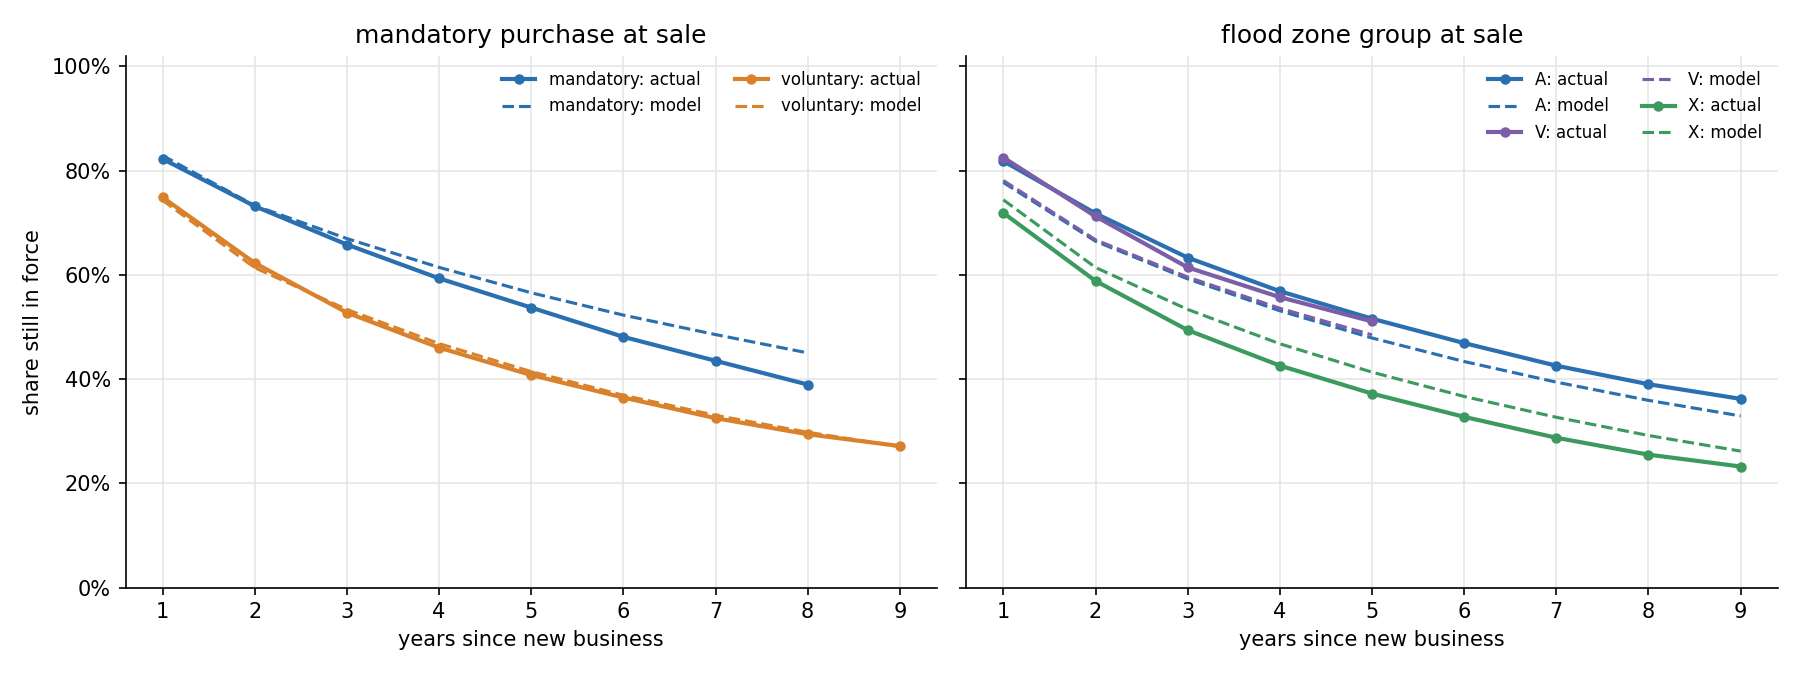 mandatory purchase at sale
mandatory: actual
mandatory: model
voluntary: actual
voluntary: model
share still in force
100%
80%
60%
40%
20%
0%
1 2 3 4 5 6 7 8 9
years since new business
flood zone group at sale
A: actual
A: model
V: actual
V: model
X: actual
X: model
1 2 3 4 5 6 7 8 9
years since new business